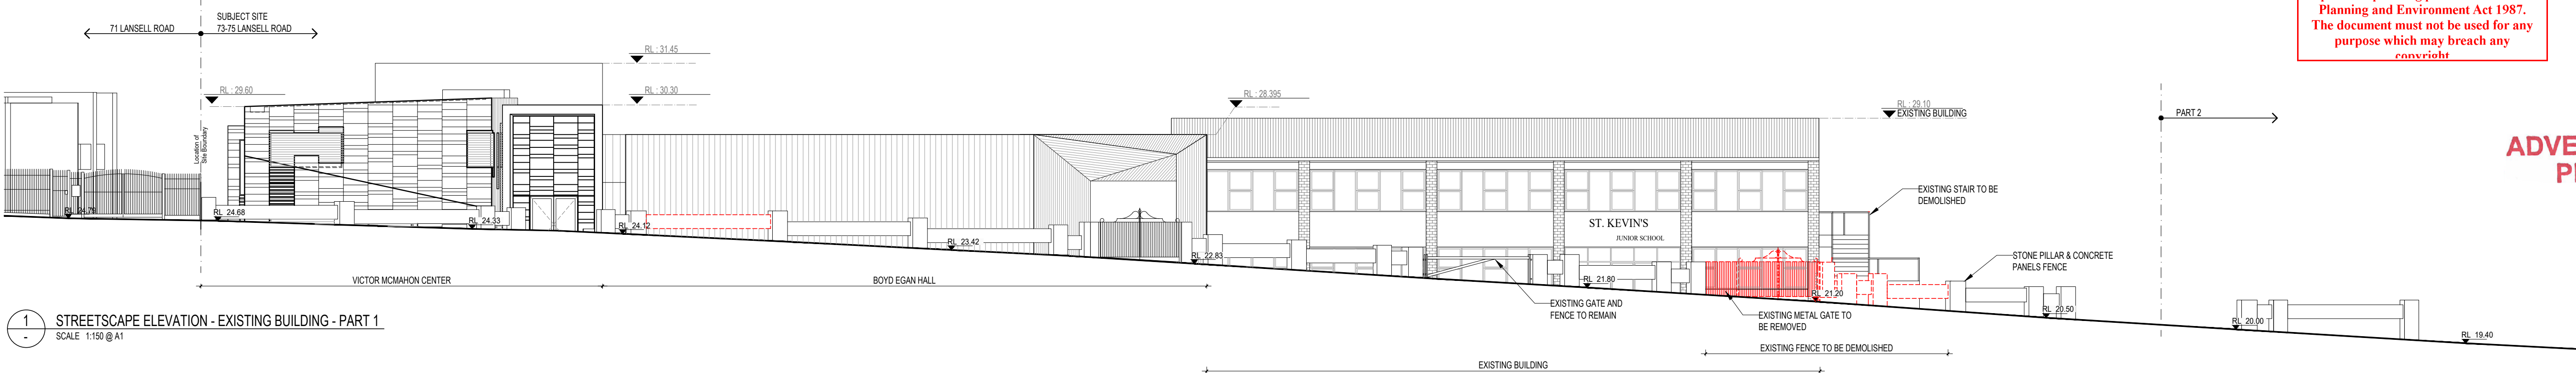 SUBJECT SITE
71 LANSELL ROAD
73-75 LANSELL ROAD
Planning and Environment Act 1987.
The document must not be used for any
purpose which may breach any
copyright
RL : 31.45
RL : 29.60
RL : 30.30
RL : 28.395
RL : 29.10
EXISTING BUILDING
PART 2
Location of
Site Boundary
EXISTING STAIR TO BE
DEMOLISHED
ST. KEVIN'S
JUNIOR SCHOOL
RL 24.70
RL 24.68
RL 24.33
RL 24.12
RL 23.42
RL 22.83
RL 21.80
RL 21.20
RL 20.50
RL 20.00
RL 19.40
STONE PILLAR & CONCRETE
PANELS FENCE
VICTOR MCMAHON CENTER
BOYD EGAN HALL
EXISTING GATE AND
FENCE TO REMAIN
EXISTING METAL GATE TO
BE REMOVED
EXISTING FENCE TO BE DEMOLISHED
EXISTING BUILDING
1
-
STREETSCAPE ELEVATION - EXISTING BUILDING - PART 1
SCALE 1:150 @ A1